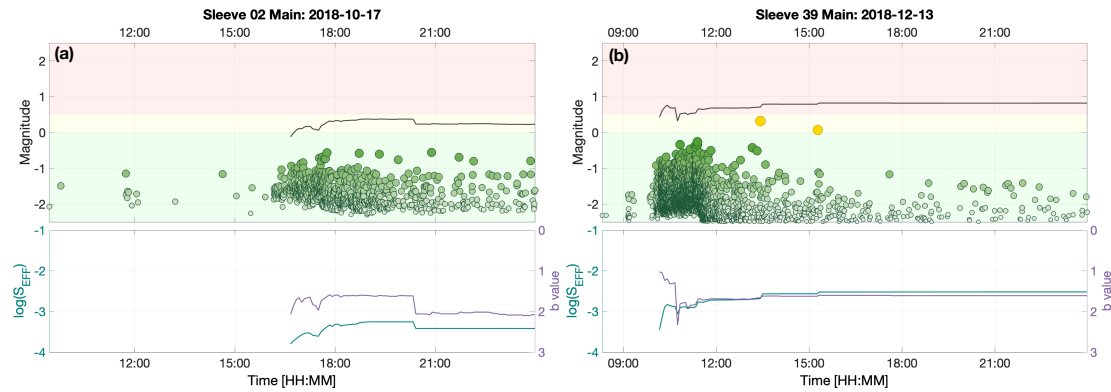 Sleeve 02 Main: 2018-10-17
12:00 15:00 18:00 21:00
(a)
Magnitude
2
1
0
-1
-2
-1
-2
-3
-4
log(S_EFF)
0
1
2
3
b value
12:00 15:00 18:00 21:00
Time [HH:MM]
Sleeve 39 Main: 2018-12-13
09:00 12:00 15:00 18:00 21:00
(b)
Magnitude
2
1
0
-1
-2
-1
-2
-3
-4
log(S_EFF)
0
1
2
3
b value
09:00 12:00 15:00 18:00 21:00
Time [HH:MM]